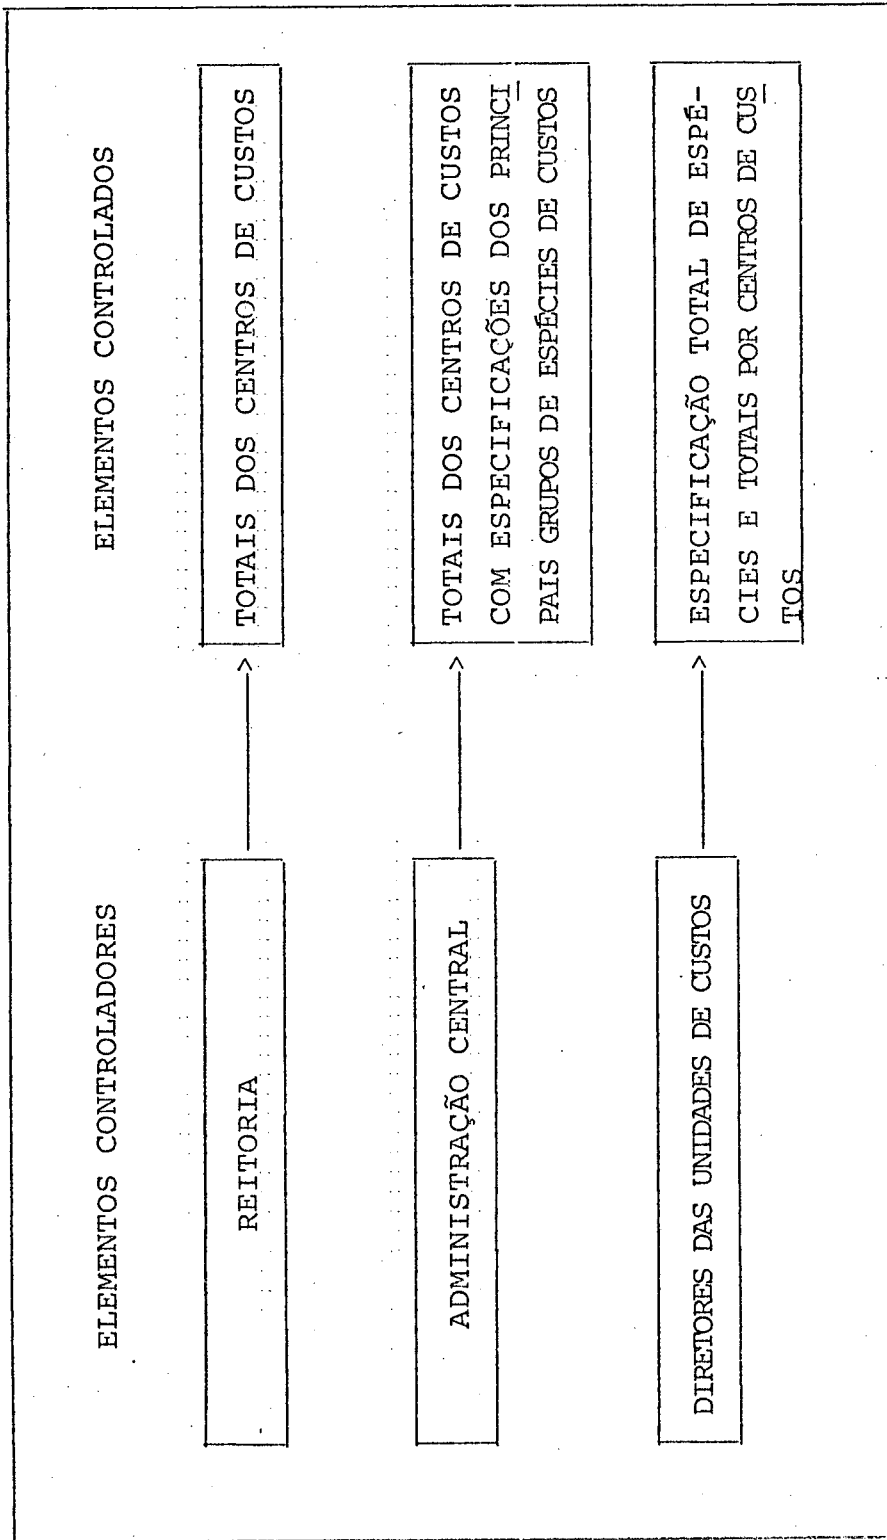 ELEMENTOS CONTROLADORES
ELEMENTOS CONTROLADOS
REITORIA
TOTAIS DOS CENTROS DE CUSTOS
ADMINISTRAÇÃO CENTRAL
TOTAIS DOS CENTROS DE CUSTOS
COM ESPECIFICAÇÕES DOS PRINCI
PAIS GRUPOS DE ESPÉCIES DE CUSTOS
DIRETORES DAS UNIDADES DE CUSTOS
ESPECIFICAÇÃO TOTAL DE ESPÉ-
CIES E TOTAIS POR CENTROS DE CUS
TOS